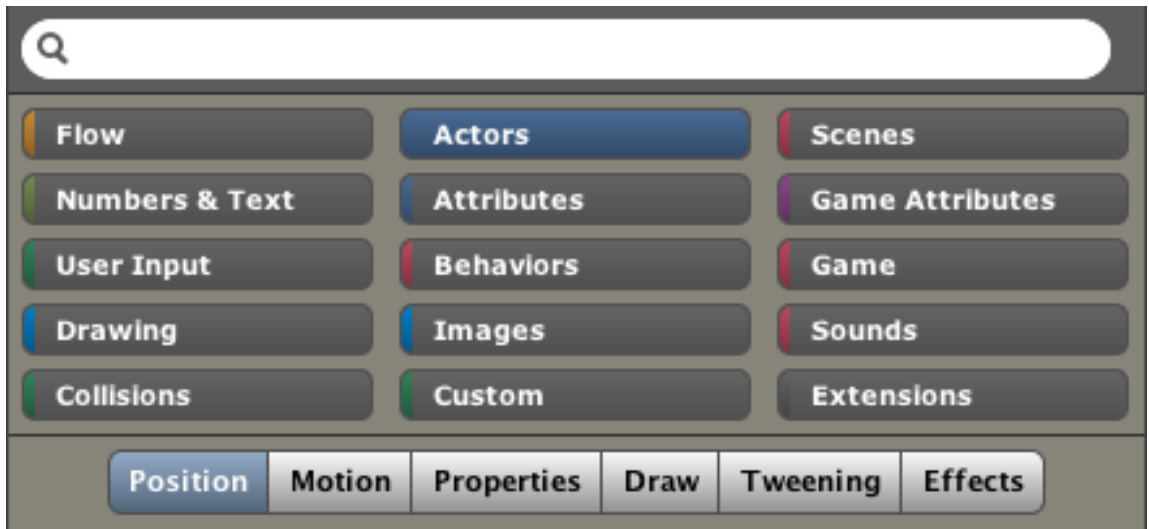 Flow Actors Scenes
Numbers & Text Attributes Game Attributes
User Input Behaviors Game
Drawing Images Sounds
Collisions Custom Extensions
Position Motion Properties Draw Tweening Effects